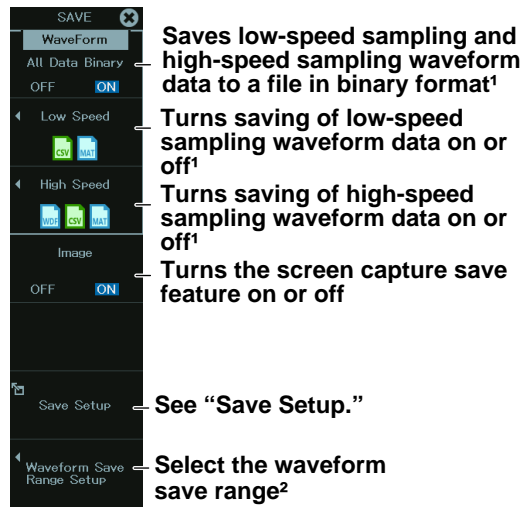 SAVE
WaveForm
All Data Binary
OFF ON
Saves low-speed sampling and
high-speed sampling waveform
data to a file in binary format¹
Low Speed
CSV MAT
Turns saving of low-speed
sampling waveform data on or
off¹
High Speed
WDF CSV MAT
Turns saving of high-speed
sampling waveform data on or
off¹
Image
OFF ON
Turns the screen capture save
feature on or off
Save Setup
See “Save Setup.”
Waveform Save
Range Setup
Select the waveform
save range²